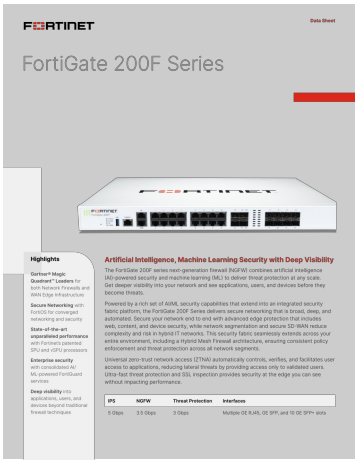 FORTINET
Data Sheet
FortiGate 200F Series
FORTINET
Highlights
Gartner® Magic
Quadrant™ Leaders for
both Network Firewalls and
WAN Edge Infrastructure
Secure Networking with
FortiOS for converged
networking and security
State-of-the-art
unparalleled performance
with Fortinet's patented
SPU and vSPU processors
Enterprise security
with consolidated AI/
ML-powered FortiGuard
services
Deep visibility into
applications, users, and
devices beyond traditional
firewall techniques
Artificial Intelligence, Machine Learning Security with Deep Visibility
The FortiGate 200F series next-generation firewall (NGFW) combines artificial intelligence
(AI)-powered security and machine learning (ML) to deliver threat protection at any scale.
Get deeper visibility into your network and see applications, users, and devices before they
become threats.
Powered by a rich set of AI/ML security capabilities that extend into an integrated security
fabric platform, the FortiGate 200F Series delivers secure networking that is broad, deep, and
automated. Secure your network end to end with advanced edge protection that includes
web, content, and device security, while network segmentation and secure SD-WAN reduce
complexity and risk in hybrid IT networks. This security fabric seamlessly extends across your
entire environment, including a Hybrid Mesh Firewall architecture, ensuring consistent policy
enforcement and threat protection across all network segments.
Universal zero-trust network access (ZTNA) automatically controls, verifies, and facilitates user
access to applications, reducing lateral threats by providing access only to validated users.
Ultra-fast threat protection and SSL inspection provides security at the edge you can see
without impacting performance.
IPS NGFW Threat Protection Interfaces
5 Gbps 3.5 Gbps 3 Gbps Multiple GE RJ45, GE SFP, and 10 GE SFP+ slots